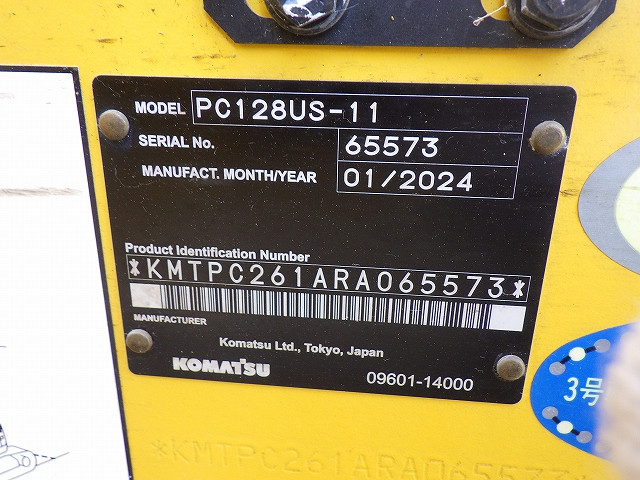 MODEL PC128US-11
SERIAL No. 65573
MANUFACT. MONTH/YEAR 01/2024
Product Identification Number
*KMTPC261ARA065573*
MANUFACTURER
Komatsu Ltd., Tokyo, Japan
KOMATSU
09601-14000
3号
*KMTPC261ARA065573*